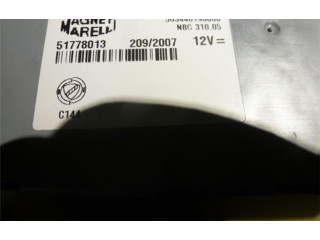 MAGNETI
MARELLI
NBC 310.05
51778013 209/2007 12V=